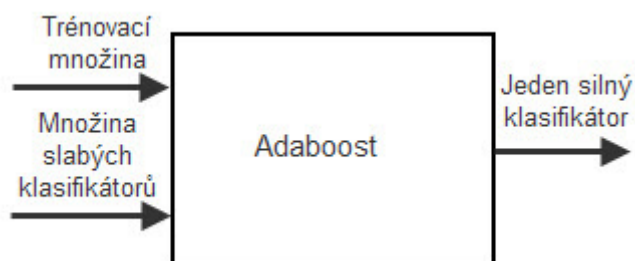 Trénovací
množina
Množina
slabých
klasifikátorů
Adaboost
Jeden silný
klasifikátor